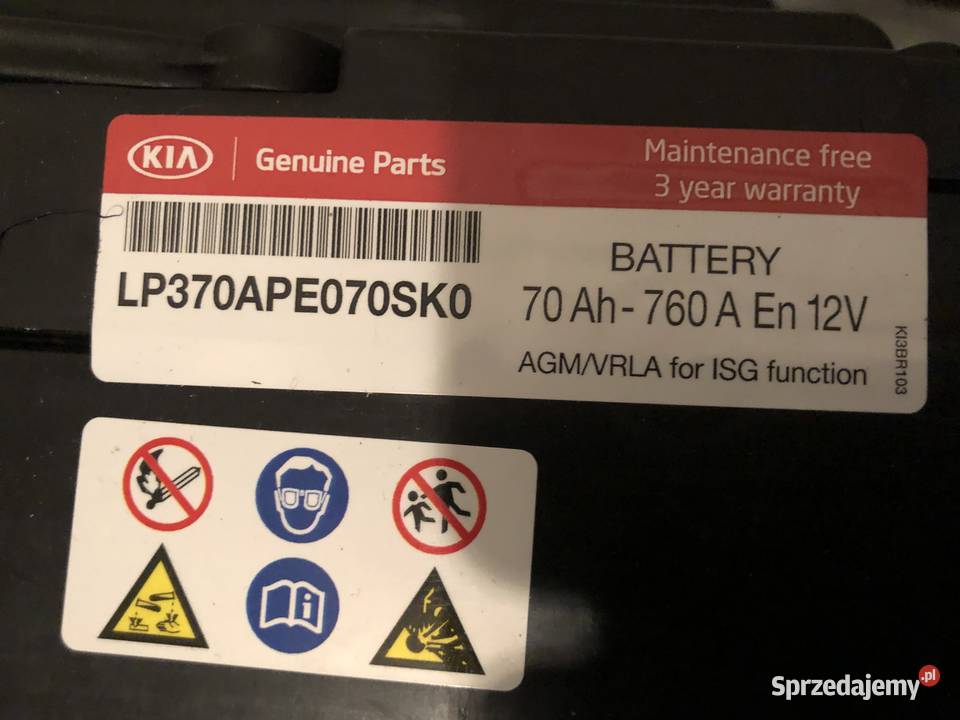 KIA
Genuine Parts
Maintenance free
3 year warranty
LP370APE070SK0
BATTERY
70 Ah - 760 A En 12V
AGM/VRLA for ISG function
KI3BR103
i
Sprzedajemy.pl